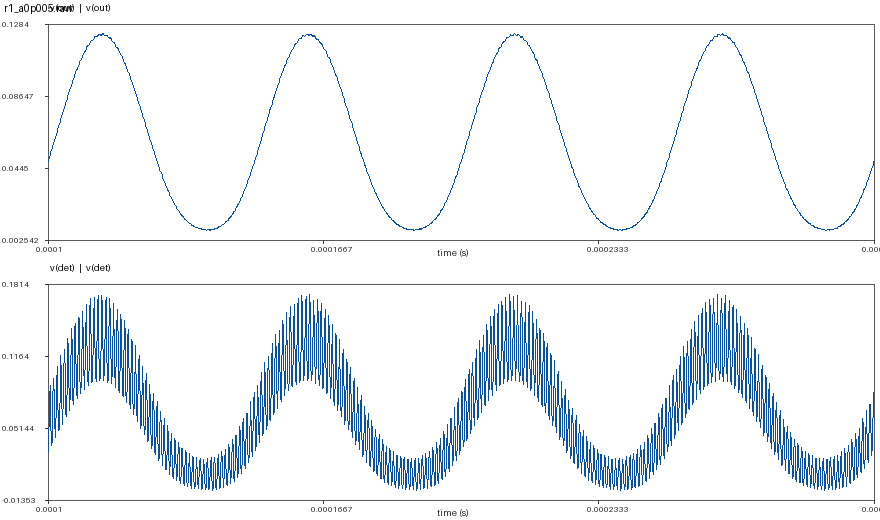 r1_a0p005.raw | v(out)
0.1284
0.08647
0.0445
0.002542
0.0001 0.0001667 0.0002333
time (s)
v(det) | v(det)
0.1814
0.1164
0.05144
-0.01353
0.0001 0.0001667 0.0002333
time (s)